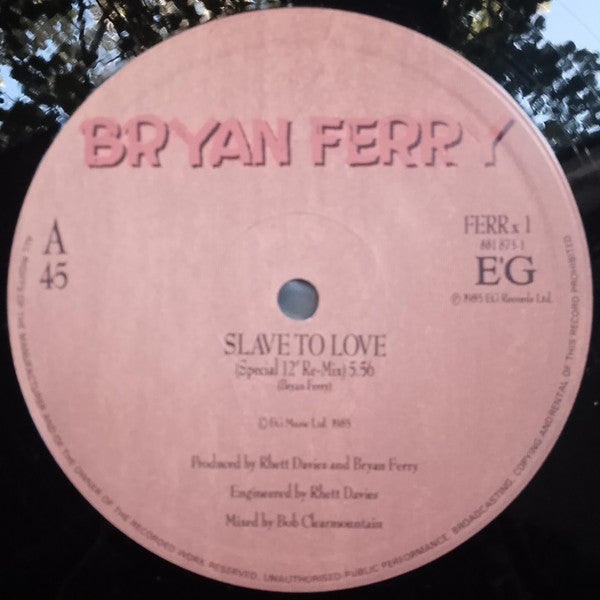 BRYAN FERRY
A
45
FERR x 1
881 873-1
E'G
℗ 1985 EG Records Ltd.
SLAVE TO LOVE
(Special 12" Re-Mix) 5:56
(Bryan Ferry)
© EG Music Ltd. 1985
Produced by Rhett Davies and Bryan Ferry
Engineered by Rhett Davies
Mixed by Bob Clearmountain
ALL RIGHTS OF THE MANUFACTURER AND OF THE OWNER OF THE RECORDED WORK RESERVED. UNAUTHORISED PUBLIC PERFORMANCE, BROADCASTING, COPYING AND RENTAL OF THIS RECORD PROHIBITED